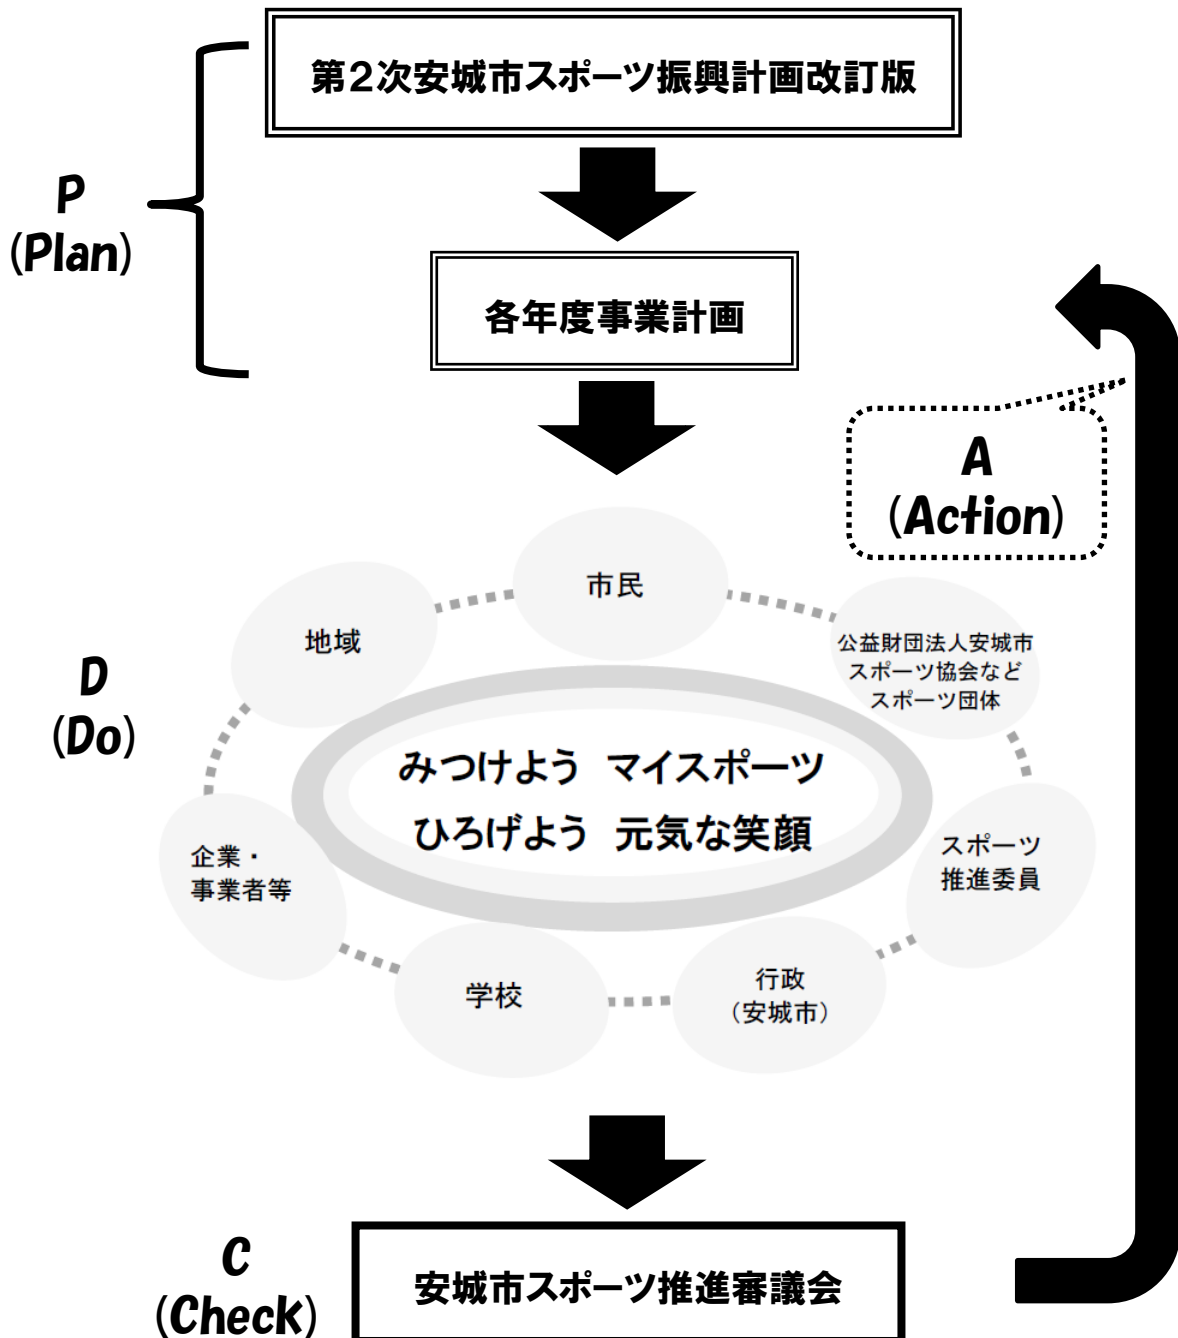 第2次安城市スポーツ振興計画改訂版
P
(Plan)
各年度事業計画
A
(Action)
市民
地域
公益財団法人安城市
スポーツ協会など
スポーツ団体
D
(Do)
みつけよう マイスポーツ
ひろげよう 元気な笑顔
企業・
事業者等
スポーツ
推進委員
学校
行政
(安城市)
C
(Check)
安城市スポーツ推進審議会